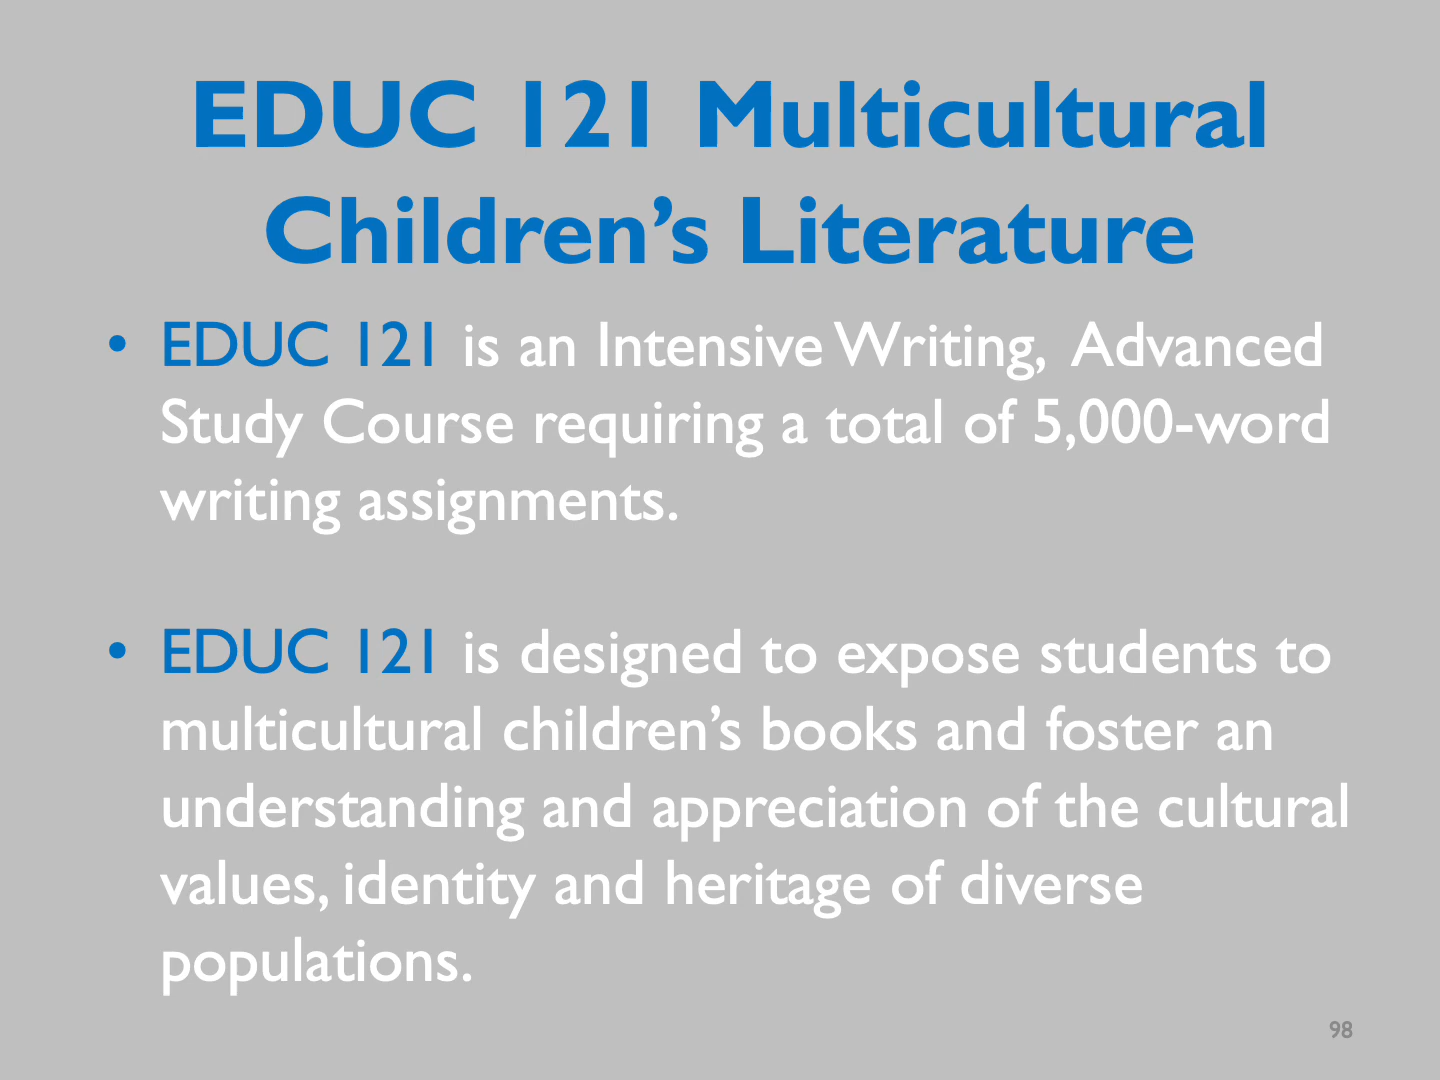 EDUC 121 Multicultural
Children’s Literature
• EDUC 121 is an Intensive Writing, Advanced
Study Course requiring a total of 5,000-word
writing assignments.
• EDUC 121 is designed to expose students to
multicultural children’s books and foster an
understanding and appreciation of the cultural
values, identity and heritage of diverse
populations.
98